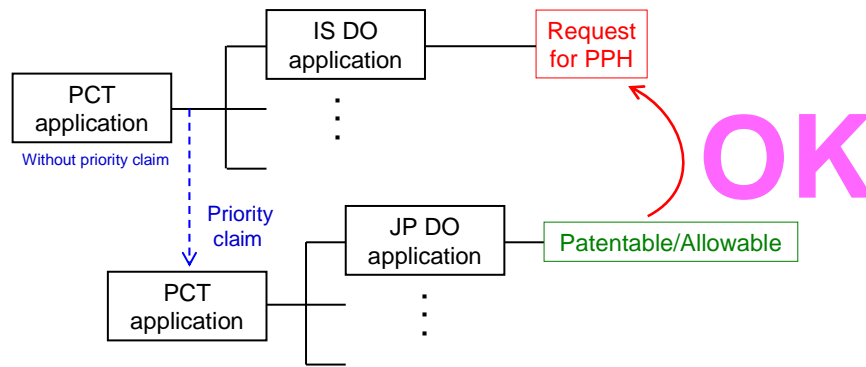 IS DO
application
Request
for PPH
PCT
application
Without priority claim
OK
Priority
claim
JP DO
application
Patentable/Allowable
PCT
application